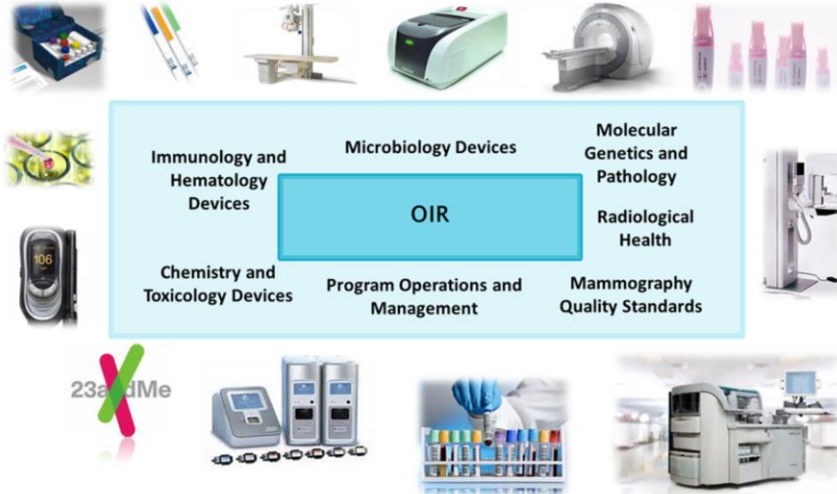 Immunology and
Hematology
Devices
Microbiology Devices
Molecular
Genetics and
Pathology
OIR
Radiological
Health
Chemistry and
Toxicology Devices
Program Operations and
Management
Mammography
Quality Standards
106
23andMe